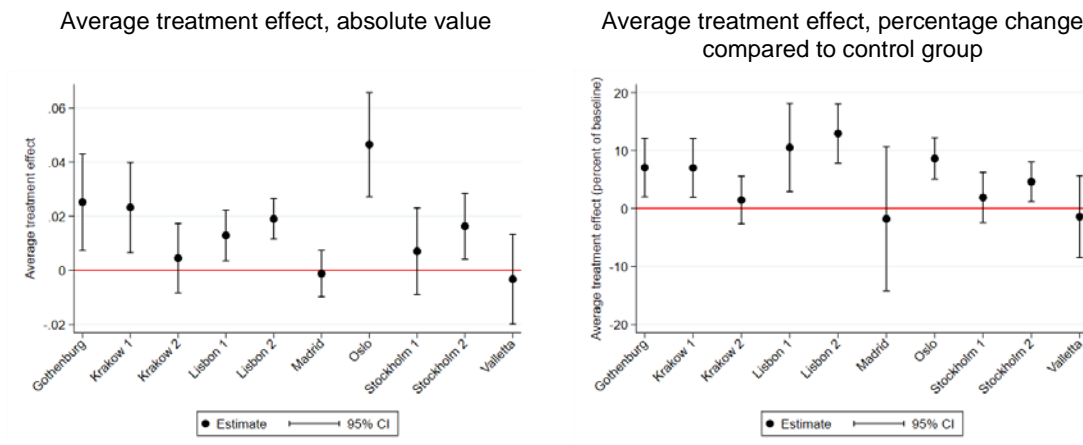 Average treatment effect, absolute value
Average treatment effect
.06
.04
.02
0
-.02
Gothenburg
Krakow 1
Krakow 2
Lisbon 1
Lisbon 2
Madrid
Oslo
Stockholm 1
Stockholm 2
Valletta
Estimate
95% CI
Average treatment effect, percentage change
compared to control group
Average treatment effect (percent of baseline)
20
10
0
-10
-20
Gothenburg
Krakow 1
Krakow 2
Lisbon 1
Lisbon 2
Madrid
Oslo
Stockholm 1
Stockholm 2
Valletta
Estimate
95% CI